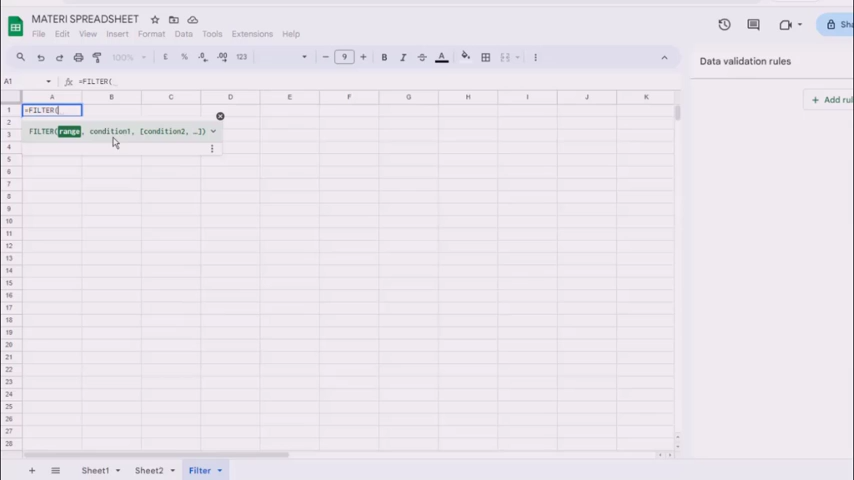 MATERI SPREADSHEET
File Edit View Insert Format Data Tools Extensions Help
Sha
100% £ % .0 .00 123 9 B I A
A1 fx =FILTER(
Data validation rules
Add rul
A B C D E F G H I J K
1 =FILTER(
FILTER(range, condition1, [condition2, …])
2
3
4
5
6
7
8
9
10
11
12
13
14
15
16
17
18
19
20
21
22
23
24
25
26
27
28
Sheet1 Sheet2 Filter